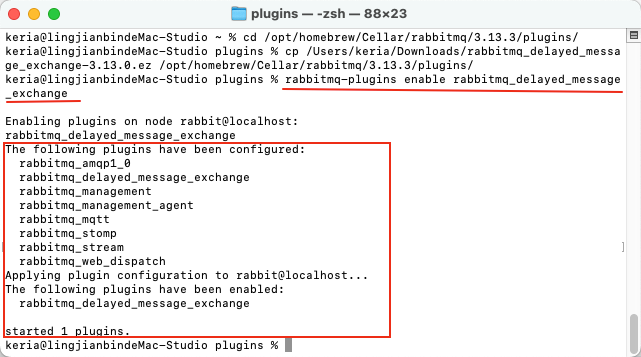 plugins — -zsh — 88×23
keria@lingjianbindeMac-Studio ~ % cd /opt/homebrew/Cellar/rabbitmq/3.13.3/plugins/
keria@lingjianbindeMac-Studio plugins % cp /Users/keria/Downloads/rabbitmq_delayed_messa
ge_exchange-3.13.0.ez /opt/homebrew/Cellar/rabbitmq/3.13.3/plugins/
keria@lingjianbindeMac-Studio plugins % rabbitmq-plugins enable rabbitmq_delayed_message
_exchange
Enabling plugins on node rabbit@localhost:
rabbitmq_delayed_message_exchange
The following plugins have been configured:
  rabbitmq_amqp1_0
  rabbitmq_delayed_message_exchange
  rabbitmq_management
  rabbitmq_management_agent
  rabbitmq_mqtt
  rabbitmq_stomp
  rabbitmq_stream
  rabbitmq_web_dispatch
Applying plugin configuration to rabbit@localhost...
The following plugins have been enabled:
  rabbitmq_delayed_message_exchange
started 1 plugins.
keria@lingjianbindeMac-Studio plugins %